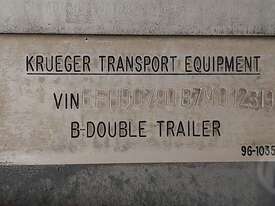 KRUEGER TRANSPORT EQUIPMENT
VIN
B-DOUBLE TRAILER
96-1035